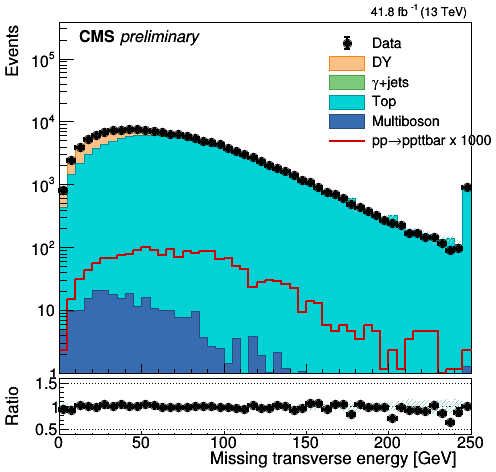 41.8 fb⁻¹ (13 TeV)
CMS preliminary
Events
10⁵
10⁴
10³
10²
10
1
Data
DY
γ+jets
Top
Multiboson
pp→ppttbar x 1000
Ratio
1.5
1
0.5
0 50 100 150 200 250
Missing transverse energy [GeV]